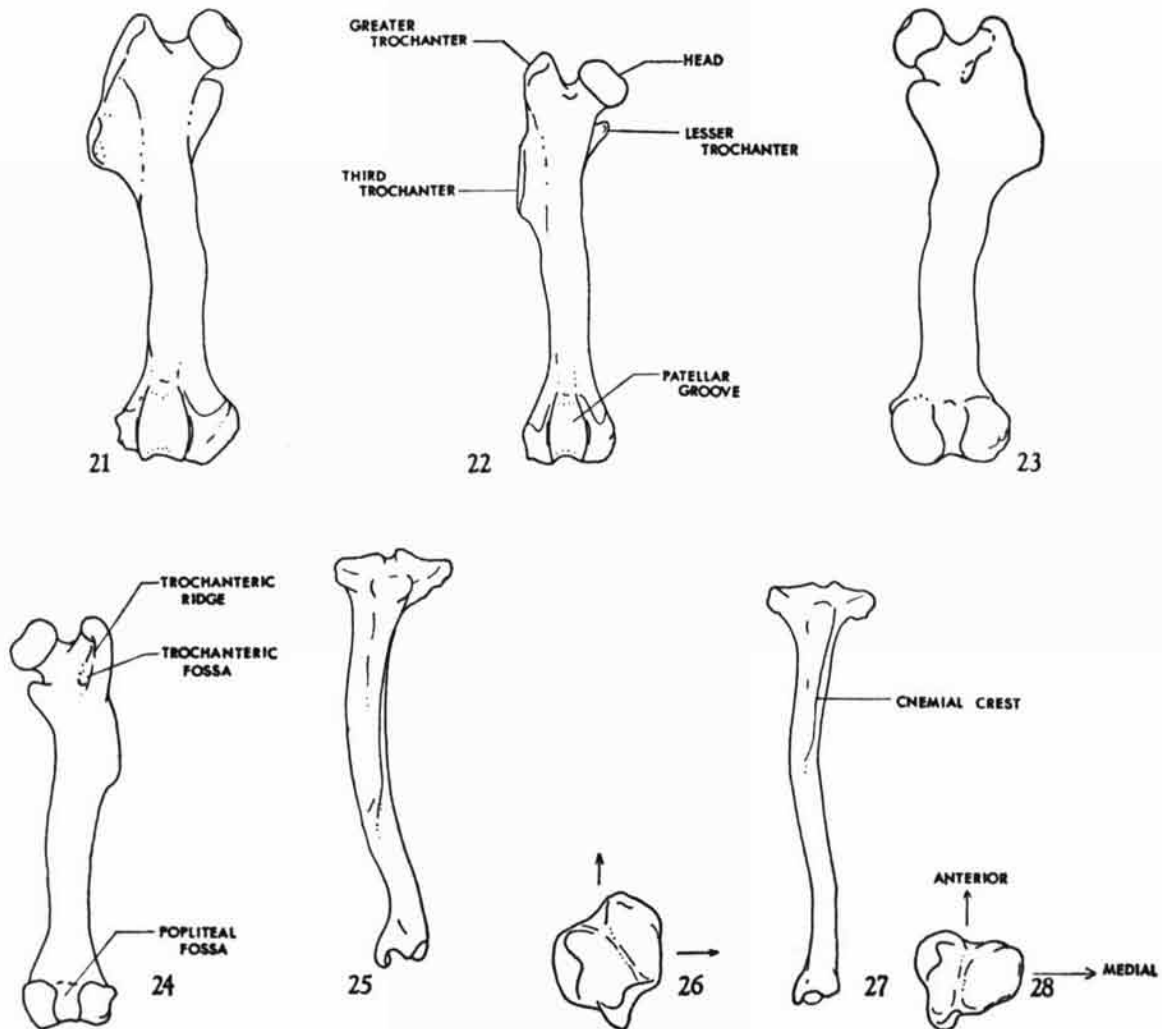 GREATER
TROCHANTER
HEAD
LESSER
TROCHANTER
THIRD
TROCHANTER
PATELLAR
GROOVE
21
22
23
TROCHANTERIC
RIDGE
TROCHANTERIC
FOSSA
CNEMIAL CREST
ANTERIOR
POPLITEAL
FOSSA
MEDIAL
24
25
26
27
28